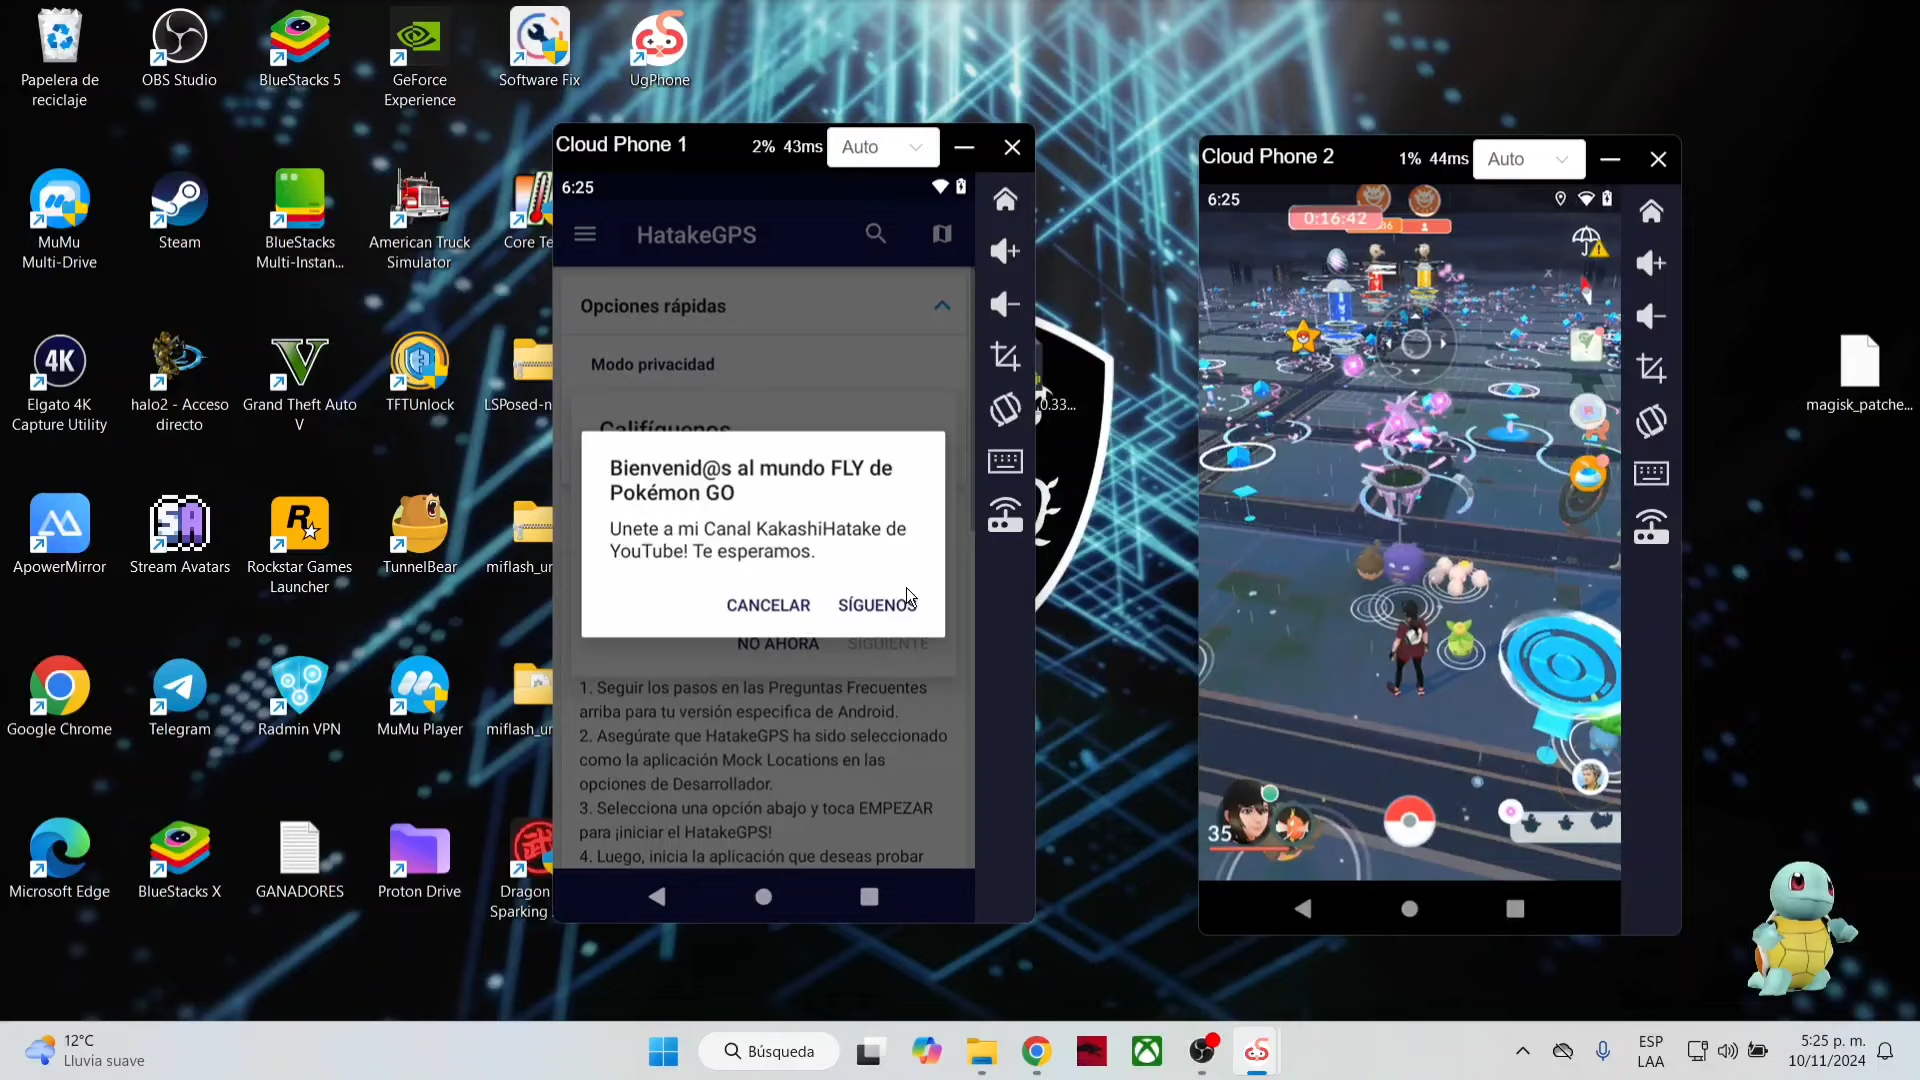 Papelera de
reciclaje
OBS Studio
BlueStacks 5
GeForce
Experience
Software Fix
UgPhone
MuMu
Multi-Drive
Steam
BlueStacks
Multi-Instan...
American Truck
Simulator
Core Te
4K
Elgato 4K
Capture Utility
halo2 - Acceso
directo
Grand Theft Auto
V
TFTUnlock
LSPosed-n
ApowerMirror
SA
Stream Avatars
Rockstar Games
Launcher
TunnelBear
miflash_un
Google Chrome
Telegram
Radmin VPN
MuMu Player
miflash_un
Microsoft Edge
BlueStacks X
GANADORES
Proton Drive
Dragon
Sparking
Cloud Phone 1
2% 43ms
Auto
6:25
HatakeGPS
Opciones rápidas
Modo privacidad
Califíquenos
Bienvenid@s al mundo FLY de
Pokémon GO
Unete a mi Canal KakashiHatake de
YouTube! Te esperamos.
CANCELAR
SÍGUENOS
NO AHORA
SIGUIENTE
1. Seguir los pasos en las Preguntas Frecuentes
arriba para tu versión especifica de Android.
2. Asegúrate que HatakeGPS ha sido seleccionado
como la aplicación Mock Locations en las
opciones de Desarrollador.
3. Selecciona una opción abajo y toca EMPEZAR
para ¡iniciar el HatakeGPS!
4. Luego, inicia la aplicación que deseas probar
.0.33...
Cloud Phone 2
1% 44ms
Auto
6:25
0:16:42
35
magisk_patche...
12°C
Lluvia suave
Búsqueda
ESP
LAA
5:25 p. m.
10/11/2024